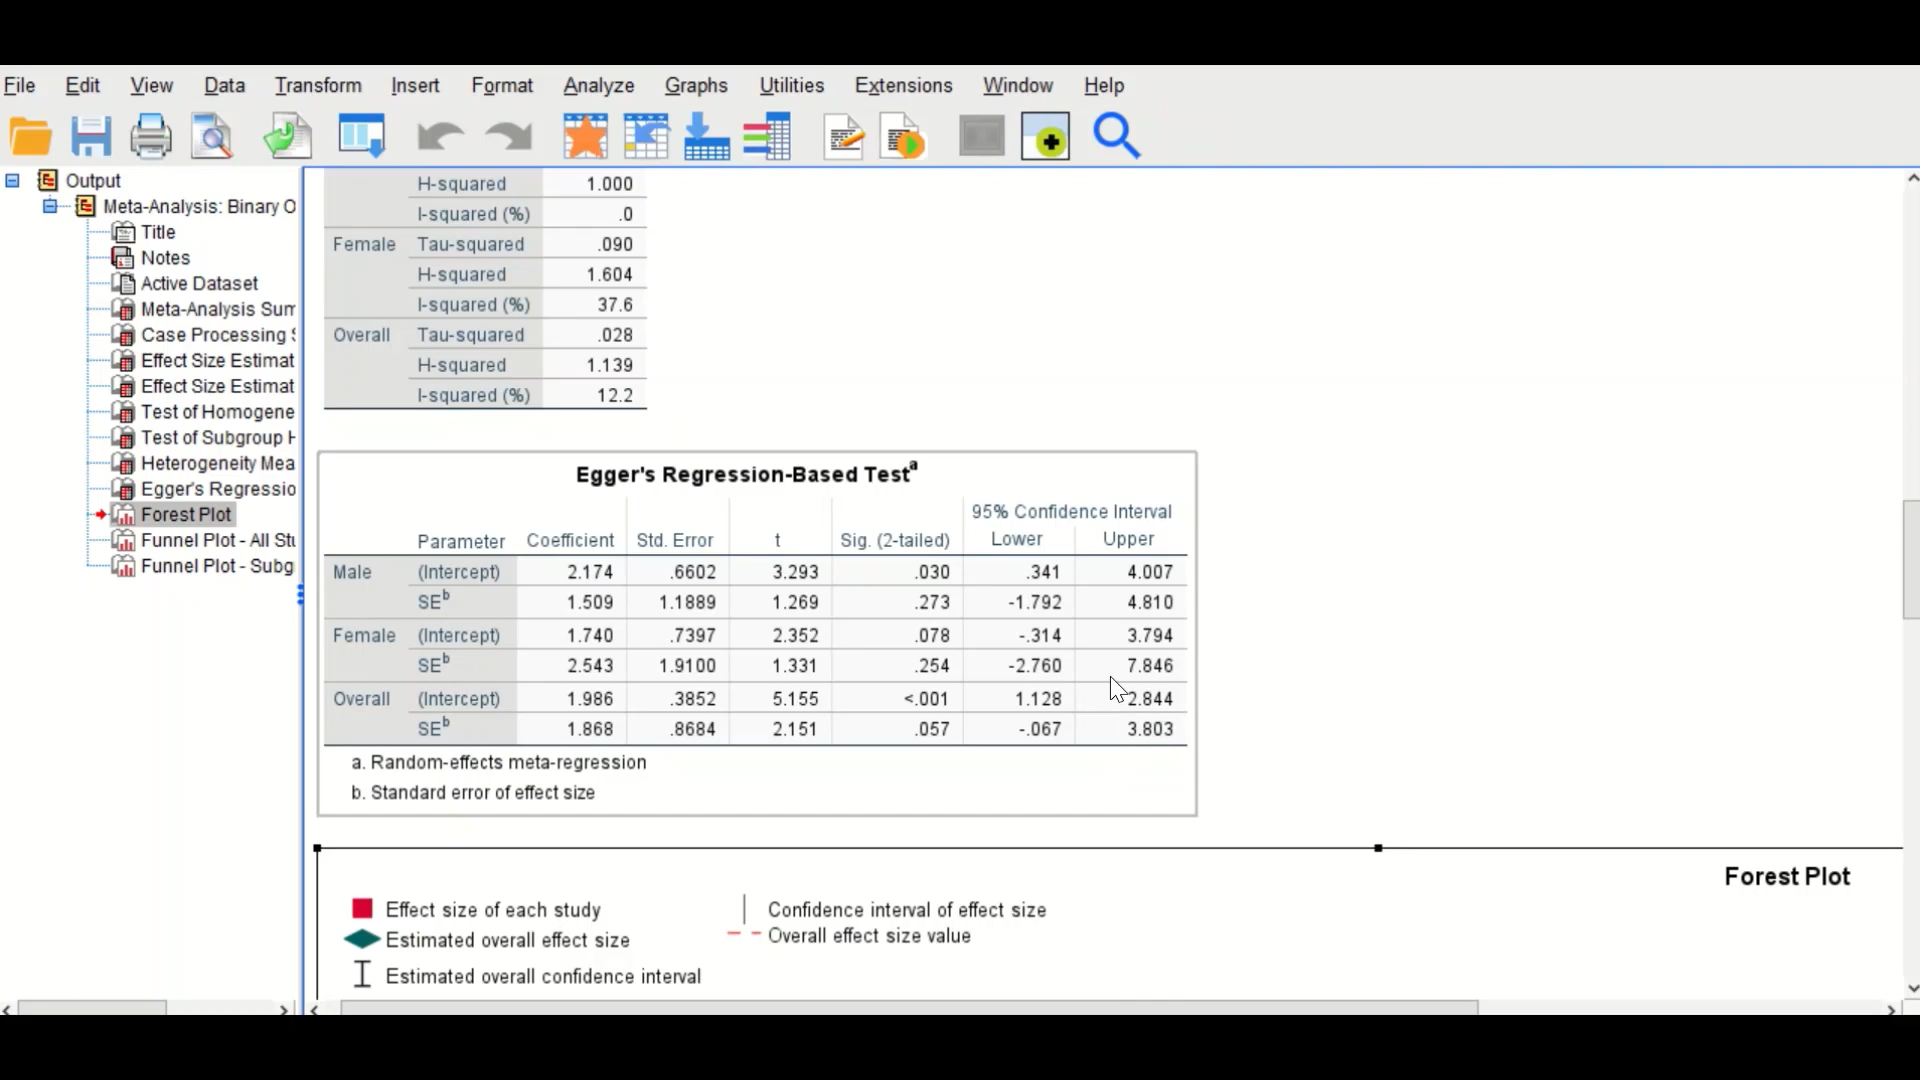 File Edit View Data Transform Insert Format Analyze Graphs Utilities Extensions Window Help
Output
Meta-Analysis: Binary O
Title
Notes
Active Dataset
Meta-Analysis Sum
Case Processing S
Effect Size Estimat
Effect Size Estimat
Test of Homogene
Test of Subgroup H
Heterogeneity Mea
Egger's Regressio
Forest Plot
Funnel Plot - All Stu
Funnel Plot - Subg
H-squared 1.000
I-squared (%) .0
Female Tau-squared .090
H-squared 1.604
I-squared (%) 37.6
Overall Tau-squared .028
H-squared 1.139
I-squared (%) 12.2
Egger's Regression-Based Testa
95% Confidence Interval
Parameter Coefficient Std. Error t Sig. (2-tailed) Lower Upper
Male (Intercept) 2.174 .6602 3.293 .030 .341 4.007
SEb 1.509 1.1889 1.269 .273 -1.792 4.810
Female (Intercept) 1.740 .7397 2.352 .078 -.314 3.794
SEb 2.543 1.9100 1.331 .254 -2.760 7.846
Overall (Intercept) 1.986 .3852 5.155 <.001 1.128 2.844
SEb 1.868 .8684 2.151 .057 -.067 3.803
a. Random-effects meta-regression
b. Standard error of effect size
Forest Plot
Effect size of each study
Estimated overall effect size
Estimated overall confidence interval
Confidence interval of effect size
Overall effect size value